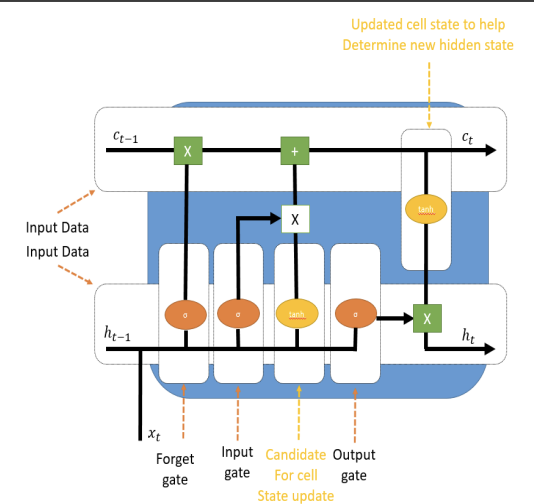 Updated cell state to help
Determine new hidden state
c_{t-1}
X
+
c_t
tanh
X
Input Data
Input Data
σ
σ
tanh
σ
X
h_{t-1}
h_t
x_t
Forget
gate
Input
gate
Candidate
For cell
State update
Output
gate